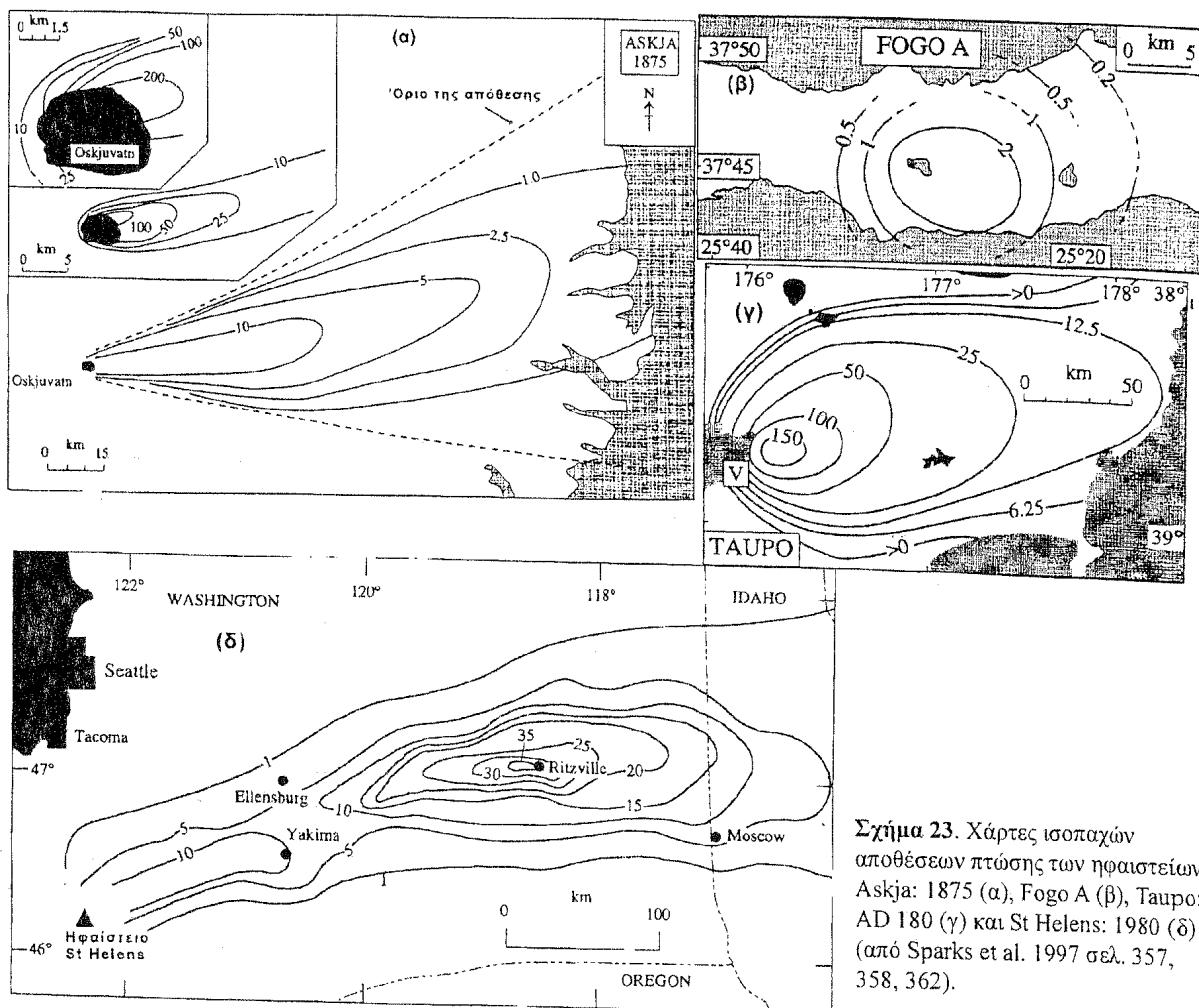 0 km 1.5
50
100
200
10
Oskjuvatn
25
(α)
ASKJA
1875
N
Όριο της απόθεσης
10
100
50
25
km
0 5
1.0
2.5
5
10
Oskjuvatn
km
0 15
37°50
FOGO A
0 km 5
(β)
0.5
0.2
0.5
1
1
2
37°45
25°40
25°20
176°
177°
178° 38°
(γ)
>0
12.5
25
km
0 50
50
100
150
V
6.25
TAUPO
>0
39°
122°
120°
118°
WASHINGTON
IDAHO
(δ)
Seattle
Tacoma
47°
1
35
25
30
Ritzville
20
Ellensburg
10
15
5
Yakima
Moscow
10
5
1
km
0 100
46°
Ηφαίστειο
St Helens
OREGON
Σχήμα 23. Χάρτες ισοπαχών
αποθέσεων πτώσης των ηφαιστείων
Askja: 1875 (α), Fogo A (β), Taupo:
AD 180 (γ) και St Helens: 1980 (δ)
(από Sparks et al. 1997 σελ. 357,
358, 362).